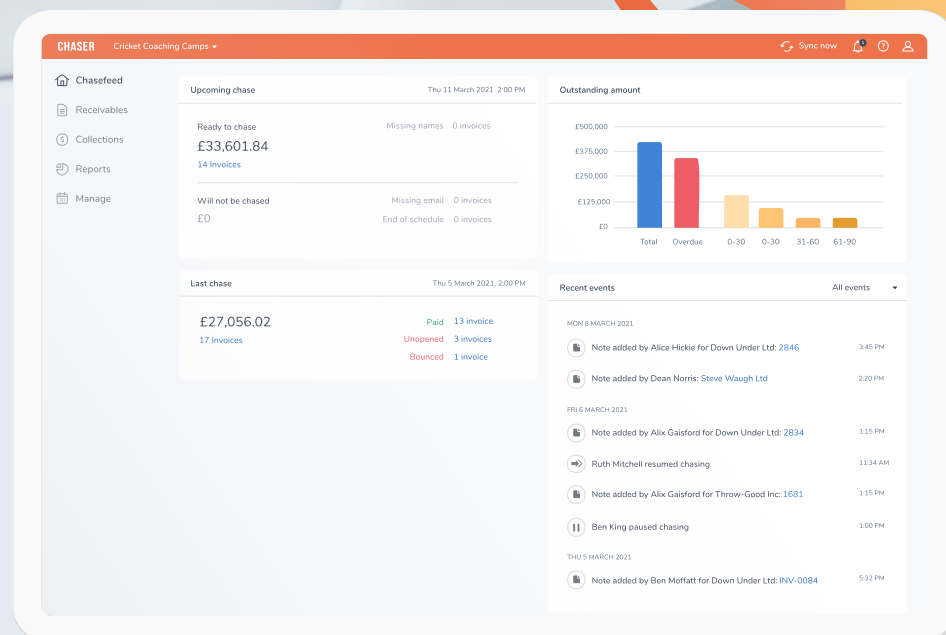 CHASER
Cricket Coaching Camps
Sync now
Chasefeed
Receivables
Collections
Reports
Manage
Upcoming chase Thu 11 March 2021 2:00 PM
Ready to chase Missing names 0 invoices
£33,601.84
14 Invoices
Will not be chased Missing email 0 invoices
£0 End of schedule 0 invoices
Last chase Thu 5 March 2021, 2:00 PM
£27,056.02 Paid 13 invoice
17 Invoices Unopened 3 invoices
Bounced 1 invoice
Outstanding amount
£500,000
£375,000
£250,000
£125,000
£0
Total Overdue 0-30 0-30 31-60 61-90
Recent events All events
MON 8 MARCH 2021
Note added by Alice Hickie for Down Under Ltd: 2846 3:45 PM
Note added by Dean Norris: Steve Waugh Ltd 2:20 PM
FRI 6 MARCH 2021
Note added by Alix Gaisford for Down Under Ltd: 2834 1:15 PM
Ruth Mitchell resumed chasing 11:34 AM
Note added by Alix Gaisford for Throw-Good Inc: 1681 1:15 PM
Ben King paused chasing 1:00 PM
THU 5 MARCH 2021
Note added by Ben Moffatt for Down Under Ltd: INV-0084 5:32 PM